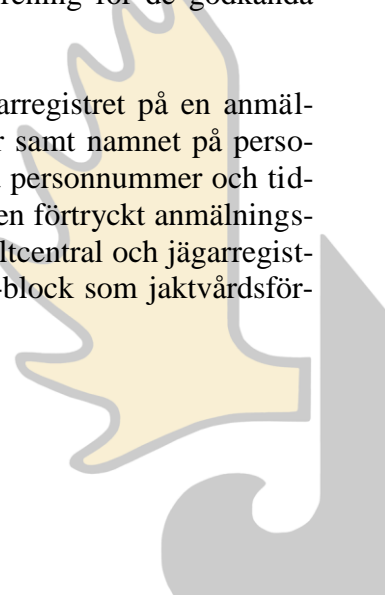 för de godkända
arregistret på en anmäl-
samt namnet på perso-
personnummer och tid-
en förtryckt anmälnings-
ltcentral och jägarregist-
-block som jaktvårdsför-